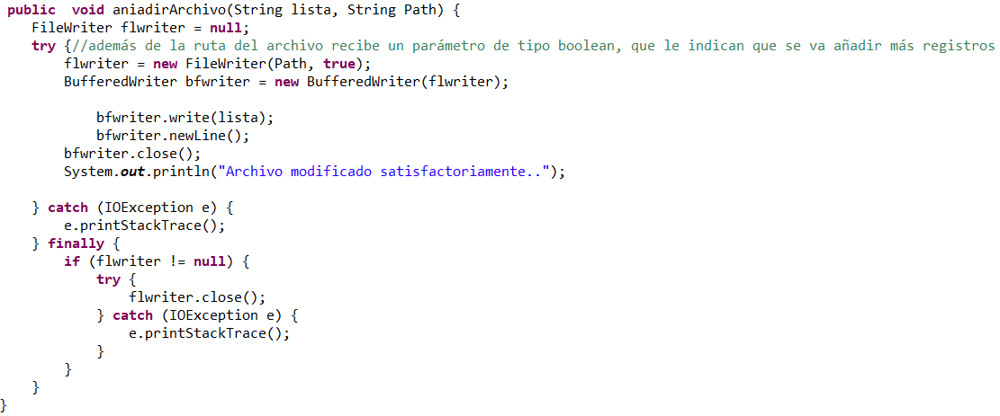 public  void aniadirArchivo(String lista, String Path) {
FileWriter flwriter = null;
try {//además de la ruta del archivo recibe un parámetro de tipo boolean, que le indican que se va añadir más registros
flwriter = new FileWriter(Path, true);
BufferedWriter bfwriter = new BufferedWriter(flwriter);
bfwriter.write(lista);
bfwriter.newLine();
bfwriter.close();
System.out.println("Archivo modificado satisfactoriamente..");
} catch (IOException e) {
e.printStackTrace();
} finally {
if (flwriter != null) {
try {
flwriter.close();
} catch (IOException e) {
e.printStackTrace();
}
}
}
}